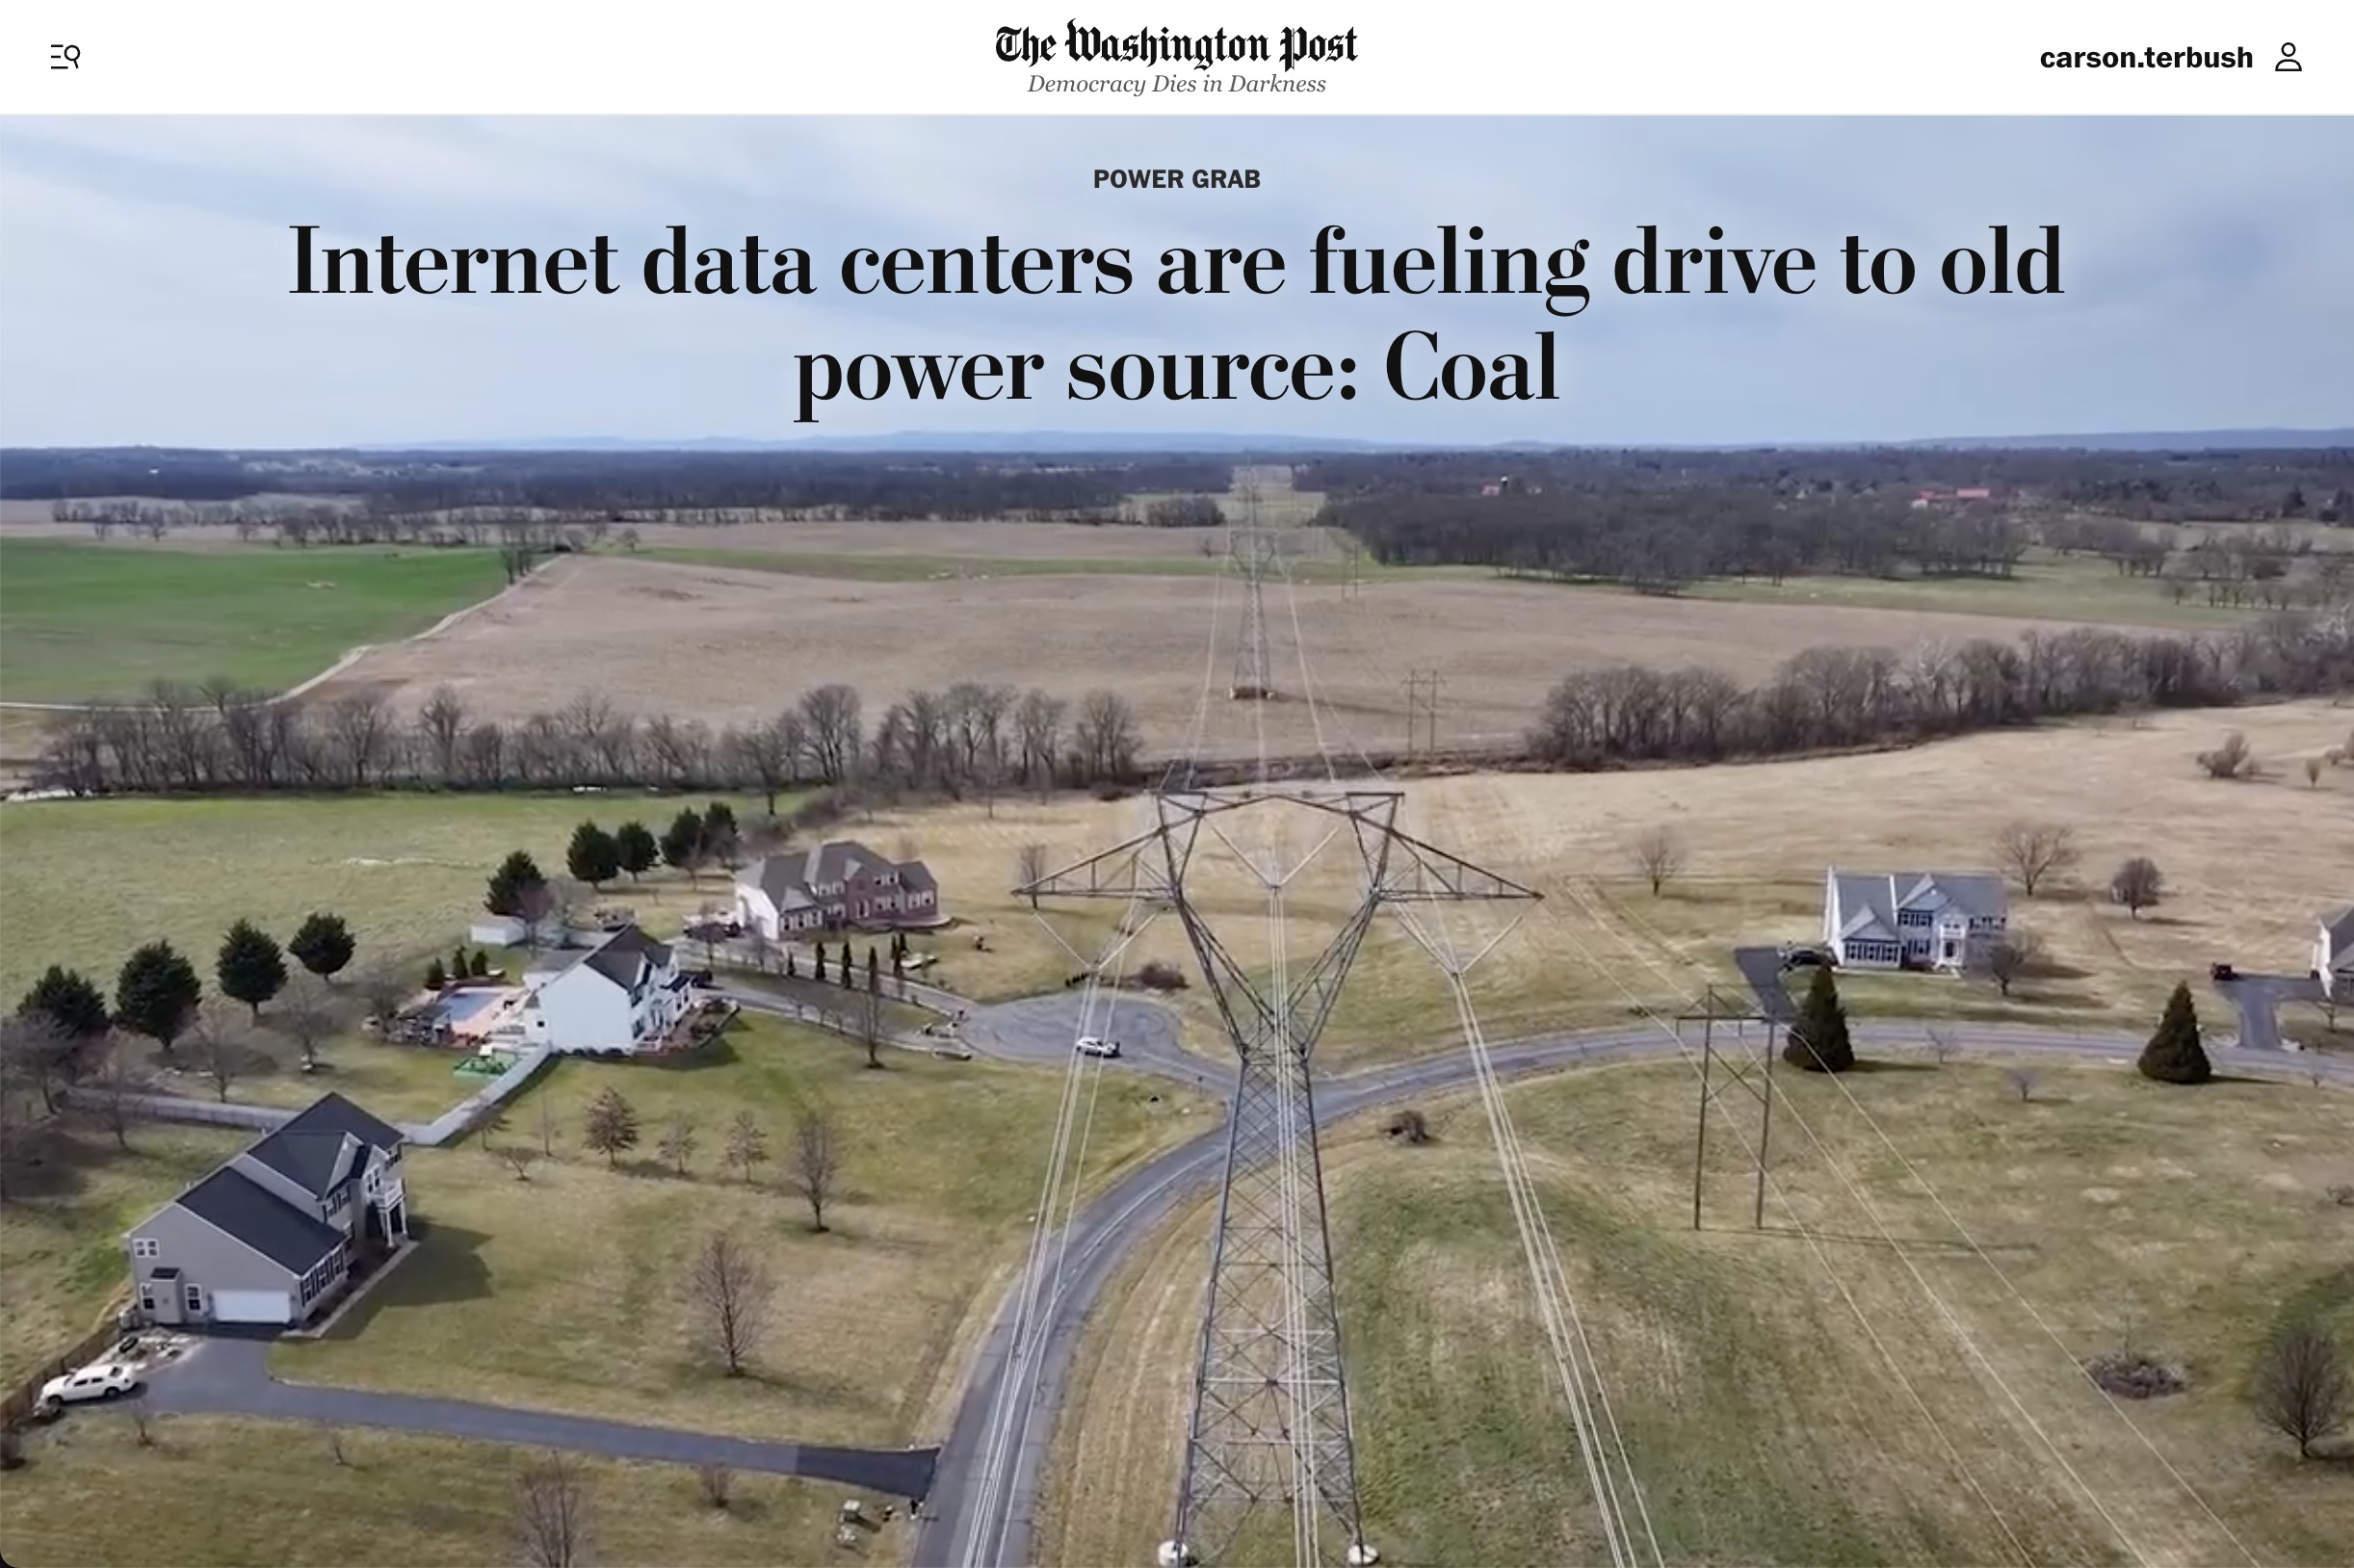 The Washington Post
Democracy Dies in Darkness
carson.terbush
POWER GRAB
Internet data centers are fueling drive to old
power source: Coal